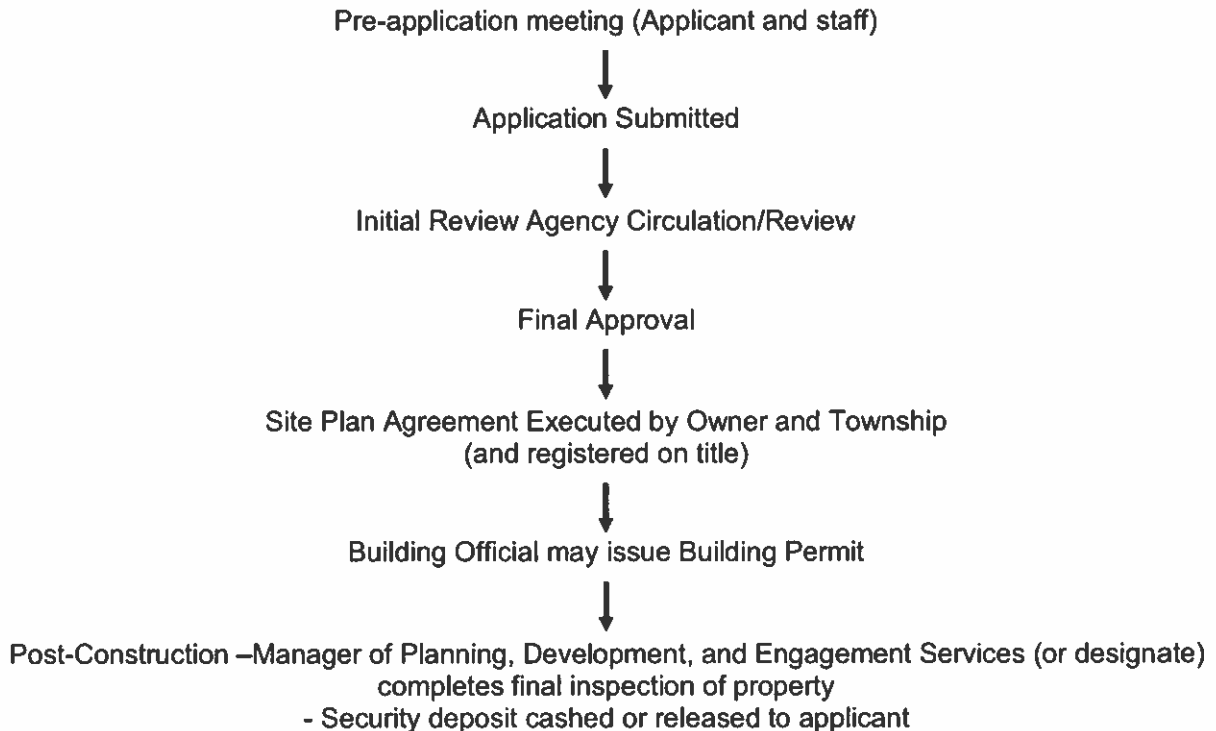 Pre-application meeting (Applicant and staff)
Application Submitted
Initial Review Agency Circulation/Review
Final Approval
Site Plan Agreement Executed by Owner and Township
(and registered on title)
Building Official may issue Building Permit
Post-Construction –Manager of Planning, Development, and Engagement Services (or designate)
completes final inspection of property
- Security deposit cashed or released to applicant